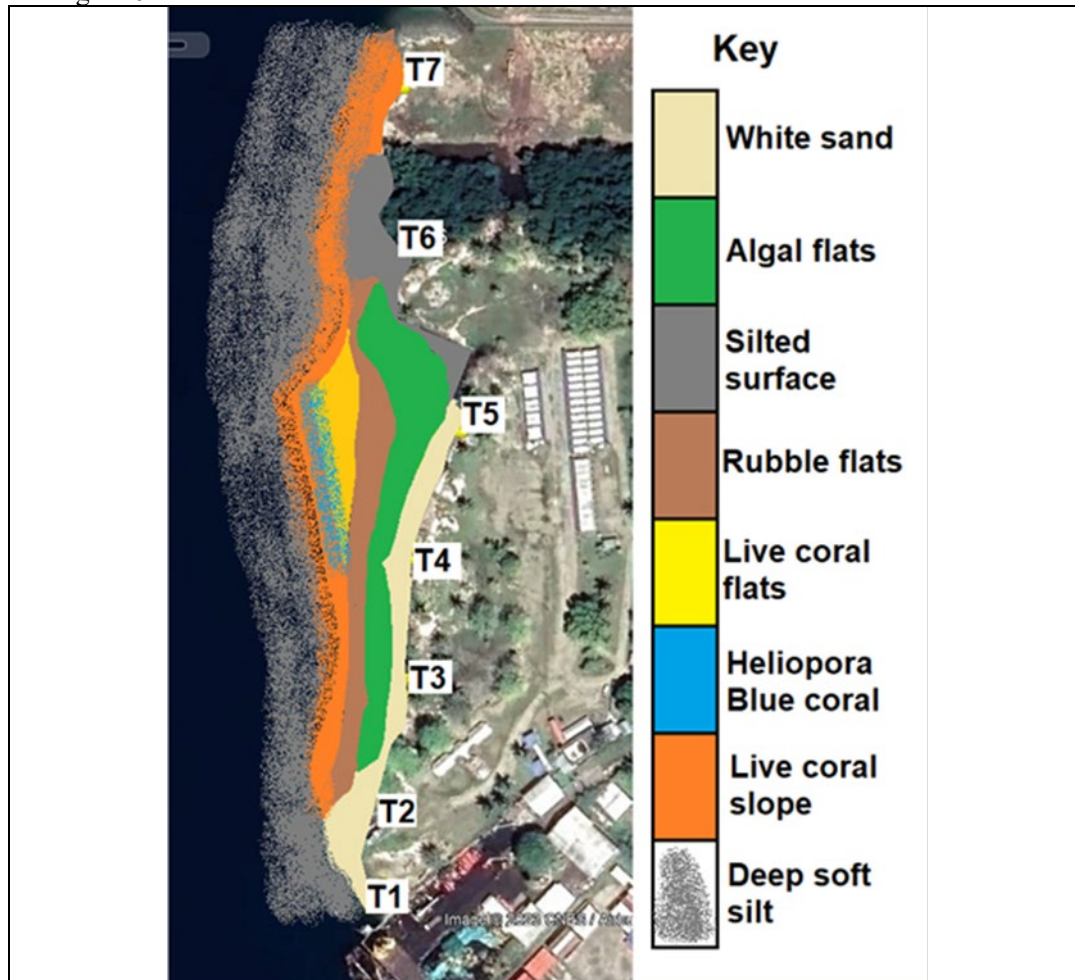 Key
T7
White sand
T6
Algal flats
Silted
surface
T5
Rubble flats
T4
Live coral
flats
T3
Heliopora
Blue coral
T2
Live coral
slope
T1
Deep soft
silt